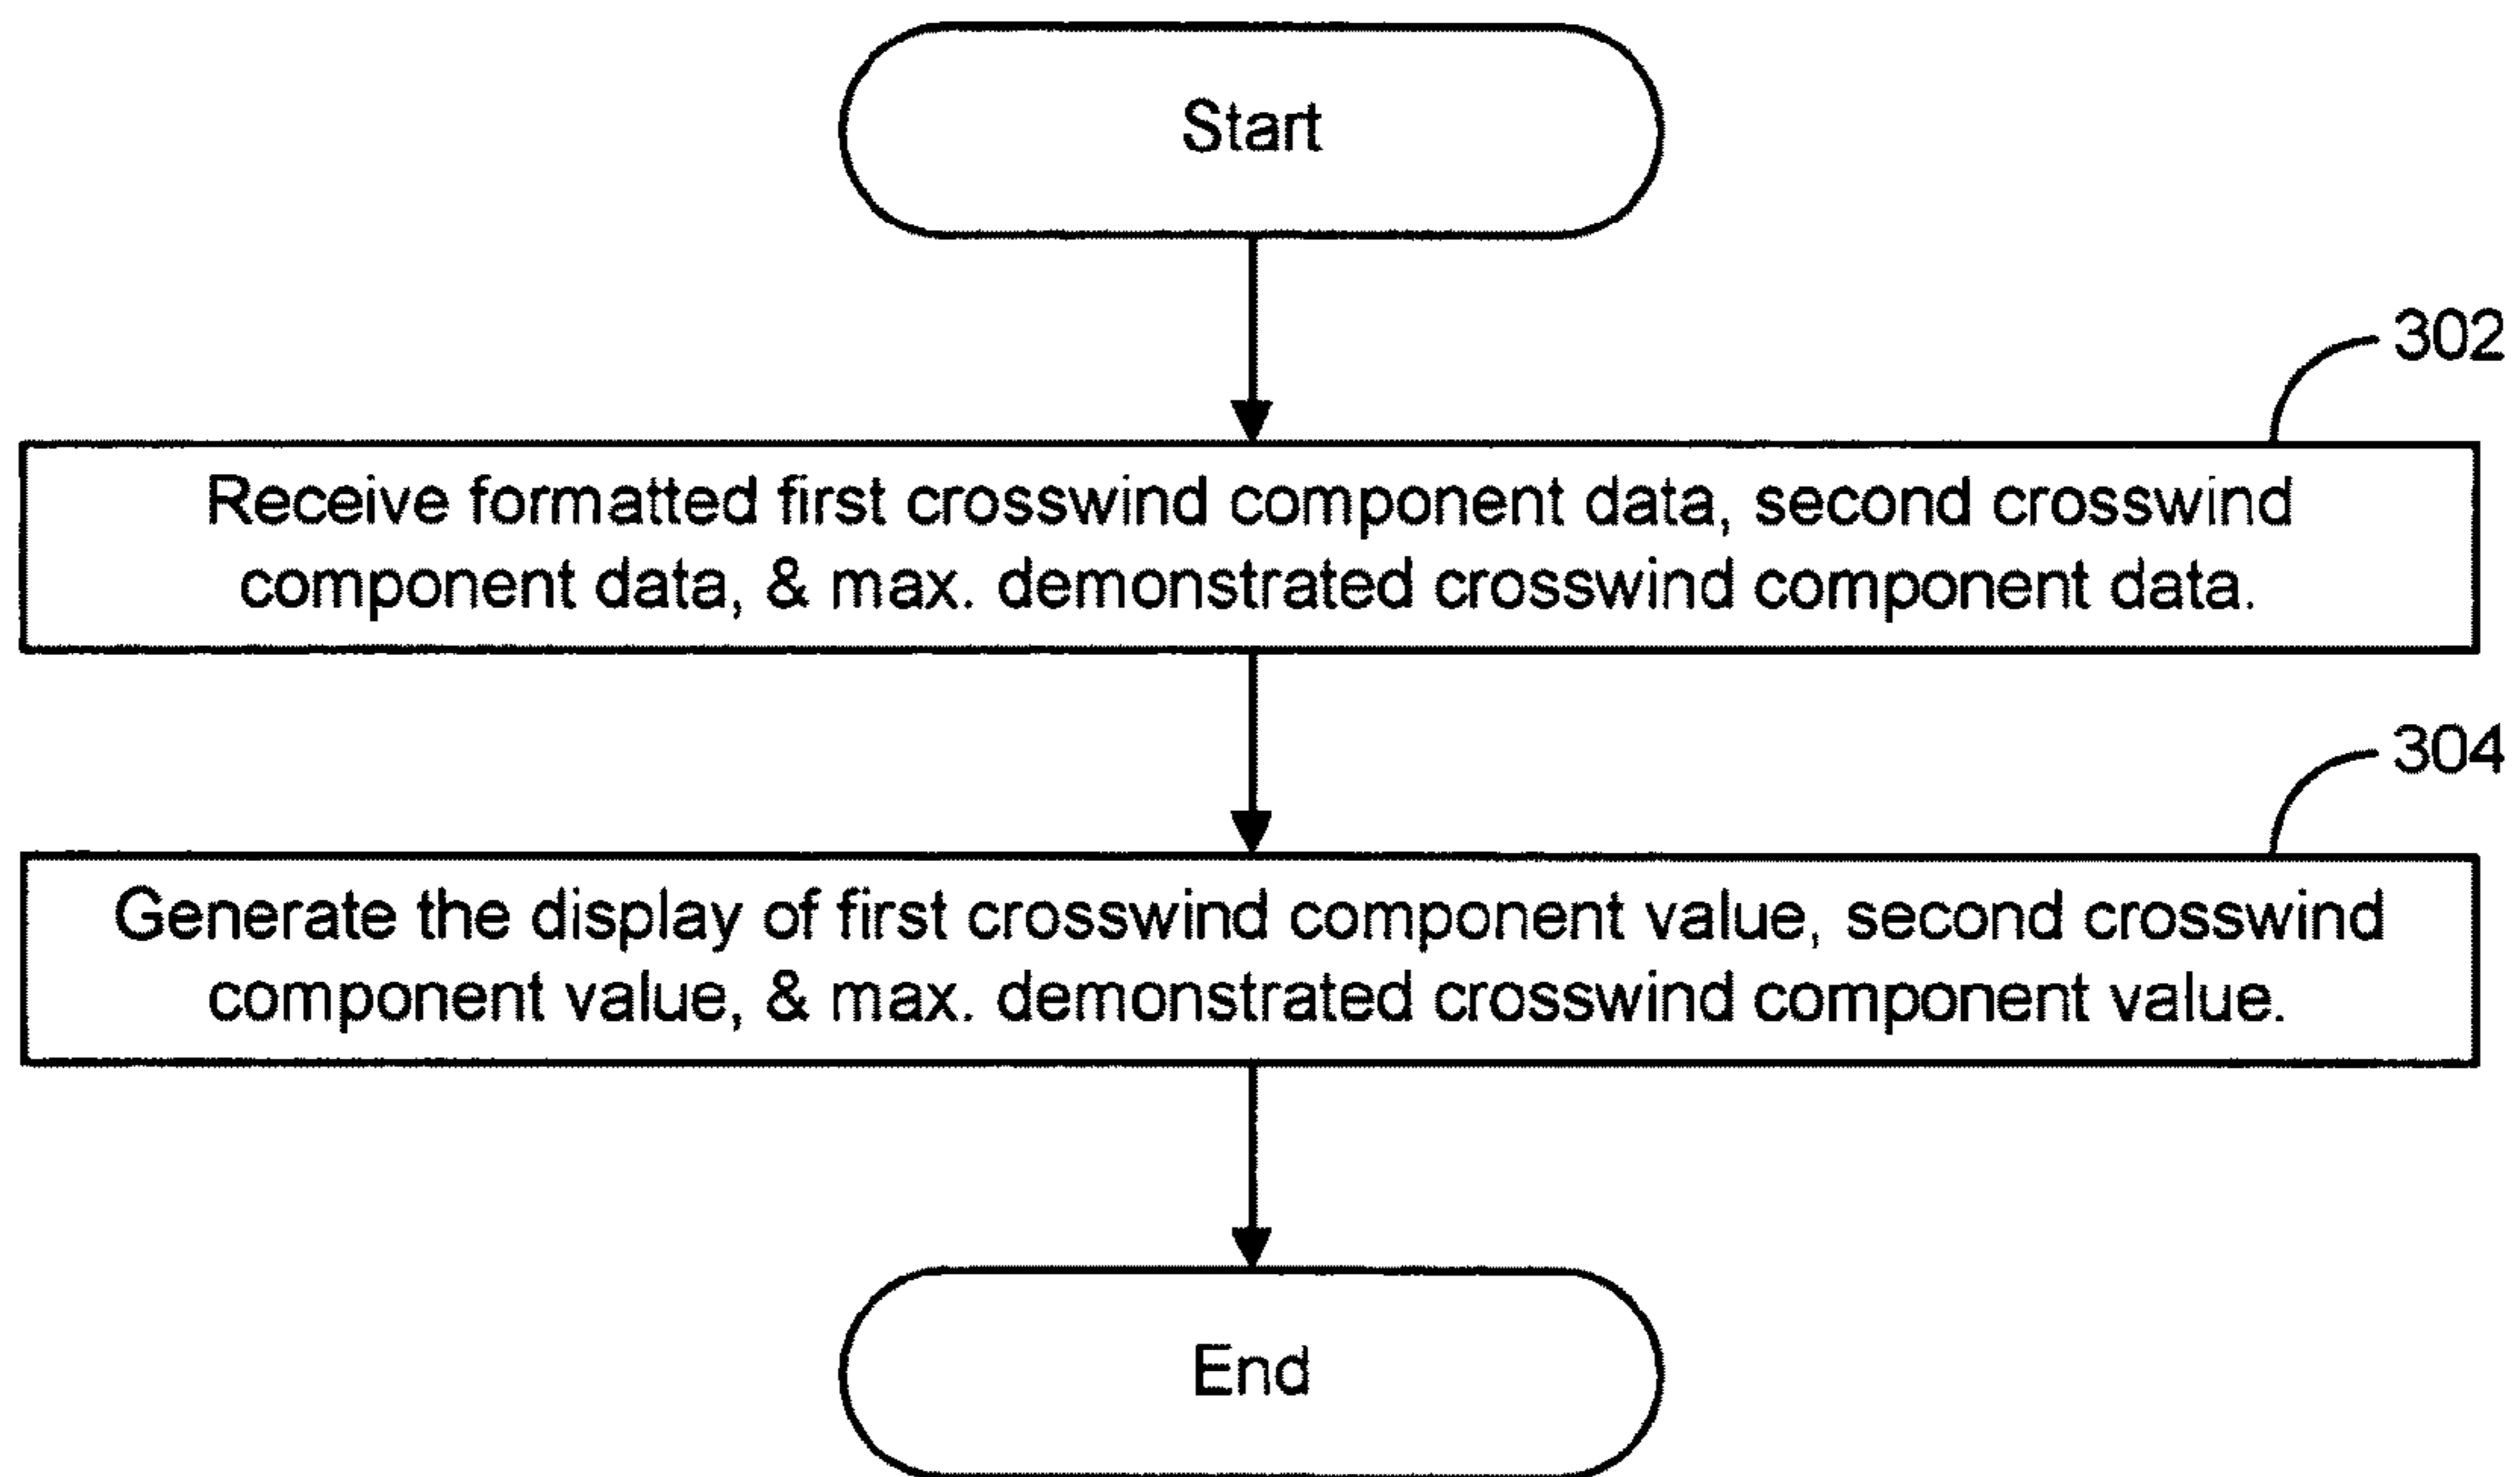 Start
302
Receive formatted first crosswind component data, second crosswind
component data, & max. demonstrated crosswind component data.
304
Generate the display of first crosswind component value, second crosswind
component value, & max. demonstrated crosswind component value.
End